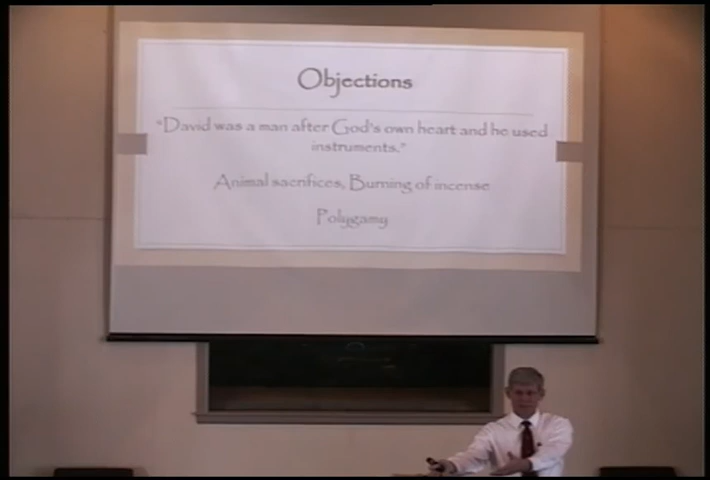 Objections
"David was a man after God's own heart and he used
instruments."
Animal sacrifices, Burning of incense
Polygamy